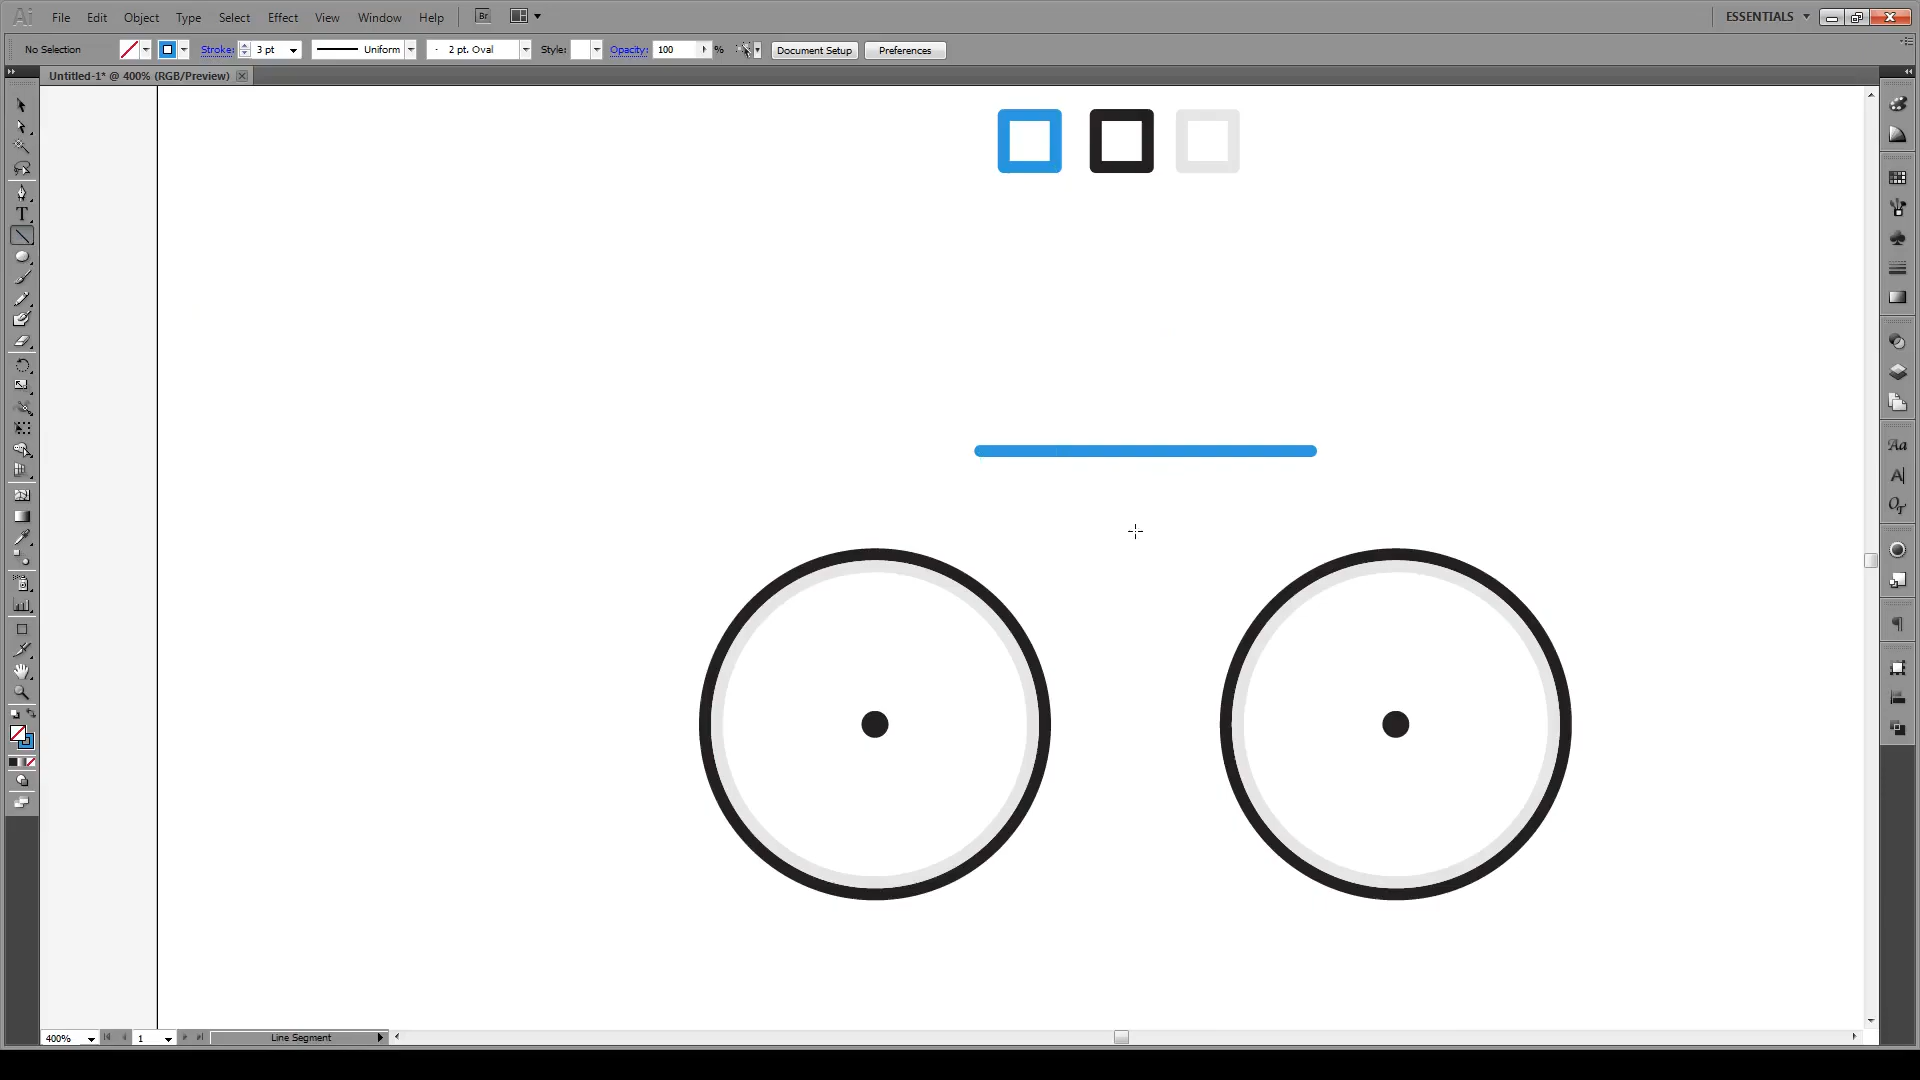 Ai File Edit Object Type Select Effect View Window Help Br ESSENTIALS
No Selection Stroke: 3 pt Uniform 2 pt. Oval Style: Opacity: 100 % Document Setup Preferences
Untitled-1* @ 400% (RGB/Preview)
T
Aa
A
O
T
¶
400% 1 Line Segment